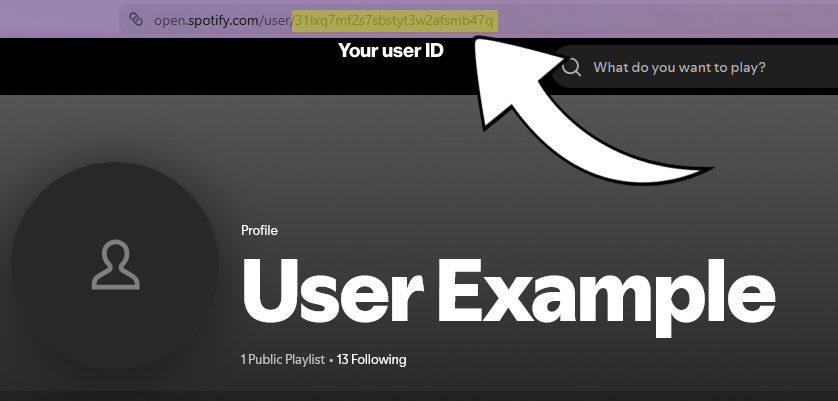 open.spotify.com/user/31lxq7mf2s7sbstyt3w2afsmb47q
Your user ID
What do you want to play?
Profile
User Example
1 Public Playlist • 13 Following